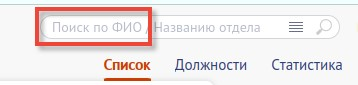 Поиск по ФИО / Названию отдела
Список Должности Статистика